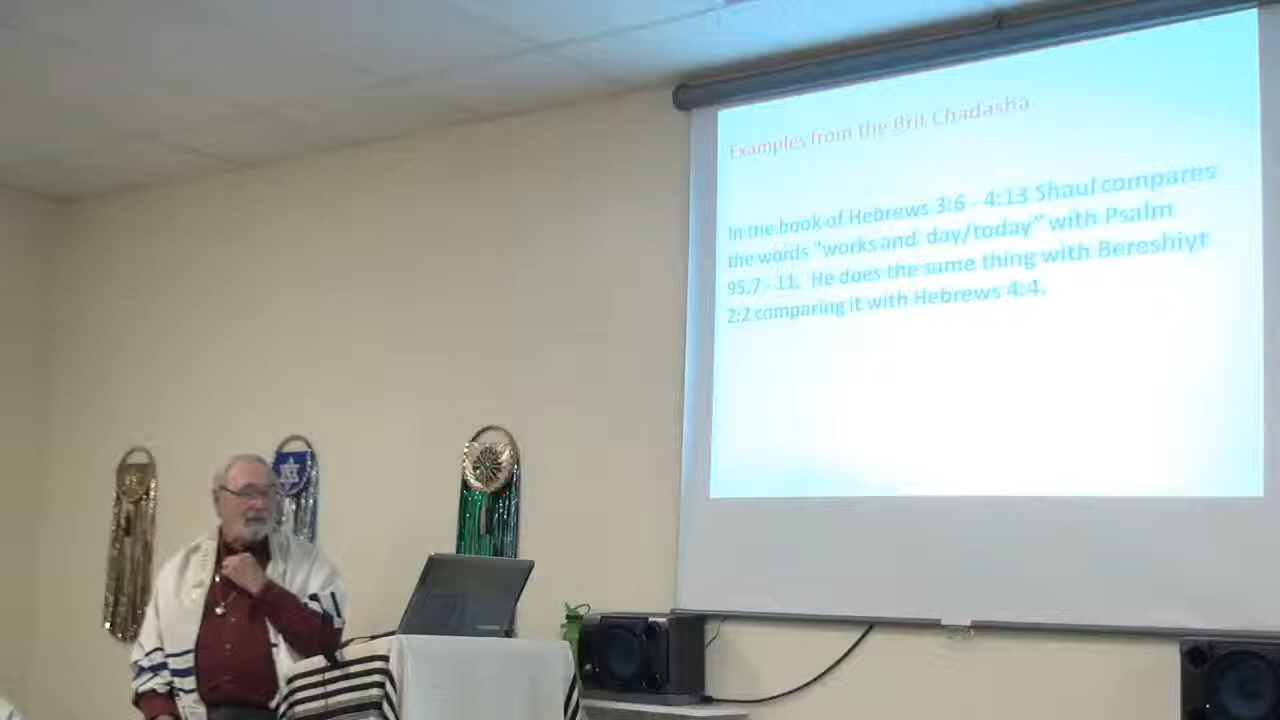 Examples from the Brit Chadasha
In the book of Hebrews 3:6 - 4:13 Shaul compares
the words "works and day/today" with Psalm
95.7 - 11. He does the same thing with Bereshiyt
2:2 comparing it with Hebrews 4:4.